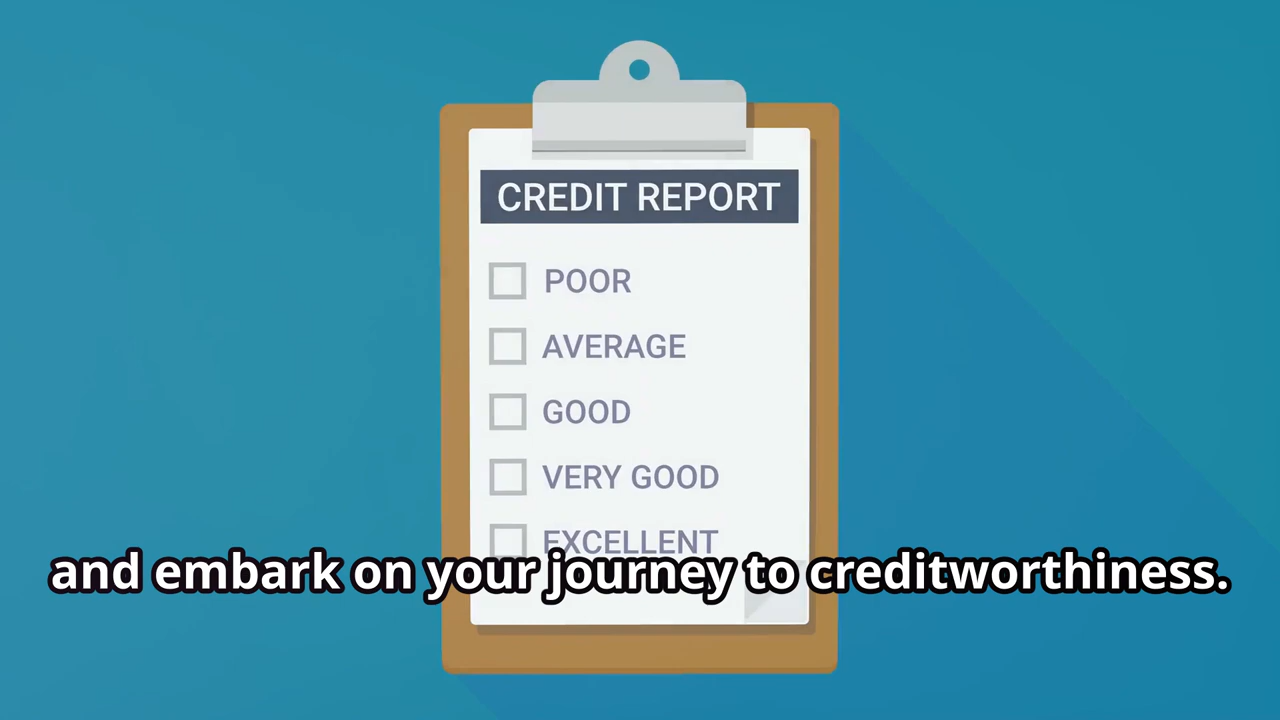 CREDIT REPORT
POOR
AVERAGE
GOOD
VERY GOOD
EXCELLENT
and embark on your journey to creditworthiness.